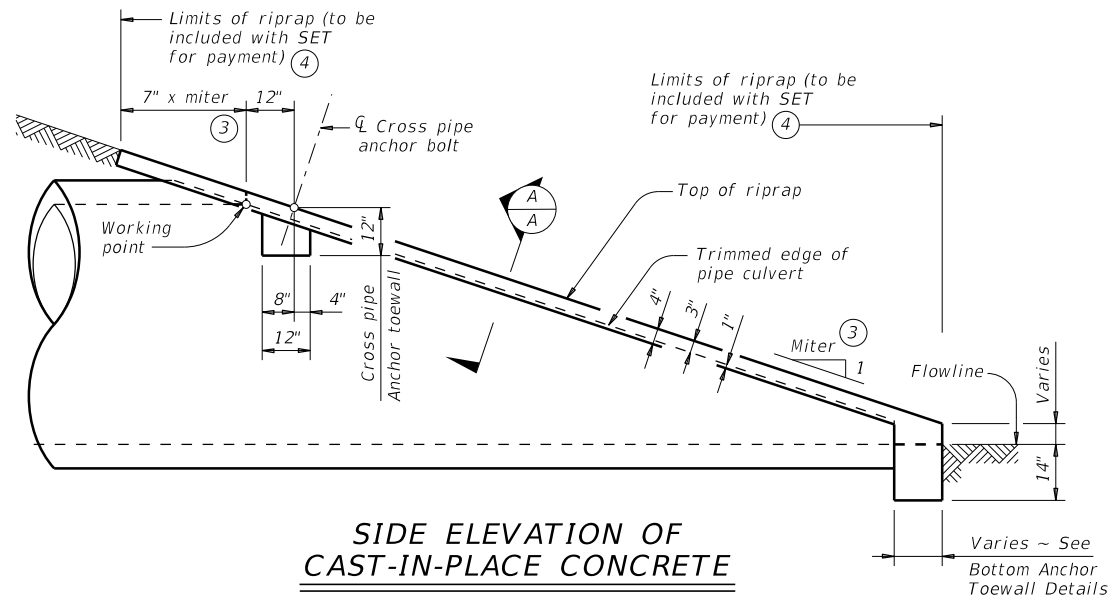 Limits of riprap (to be
included with SET
for payment) 4
7" x miter
12"
3
℄ Cross pipe
anchor bolt
Limits of riprap (to be
included with SET
for payment) 4
Working
point
12"
8"
4"
12"
Cross pipe
Anchor toewall
A
A
Top of riprap
Trimmed edge of
pipe culvert
4"
3"
1"
Miter 3
1
Flowline
Varies
14"
Varies ~ See
Bottom Anchor
Toewall Details
SIDE ELEVATION OF
CAST-IN-PLACE CONCRETE